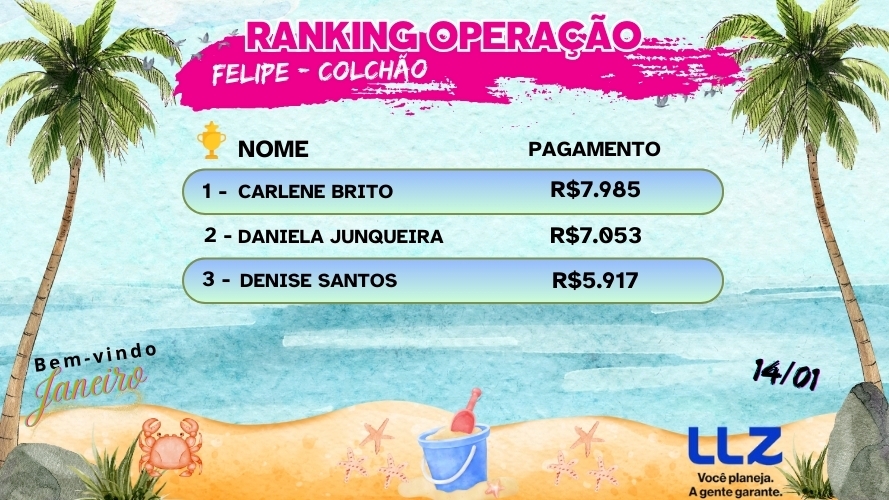 RANKING OPERAÇÃO
FELIPE - COLCHÃO
NOME PAGAMENTO
1 - CARLENE BRITO R$7.985
2 - DANIELA JUNQUEIRA R$7.053
3 - DENISE SANTOS R$5.917
Bem-vindo
Janeiro
14/01
LLZ
Você planeja.
A gente garante.